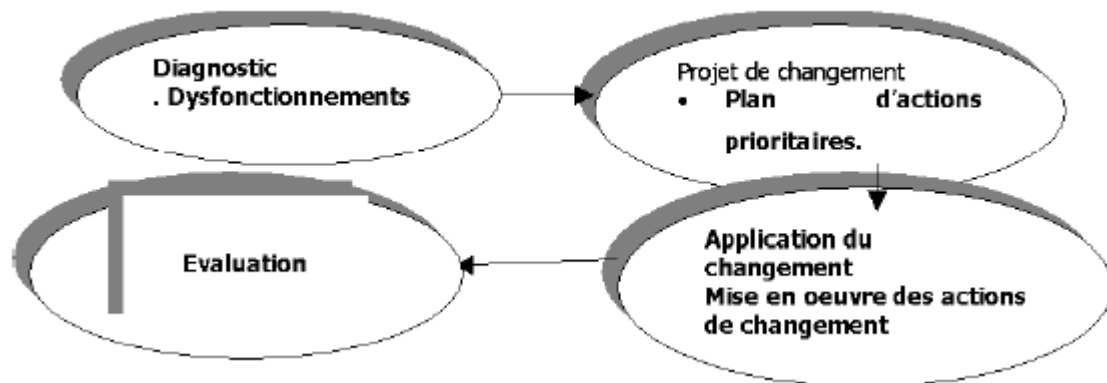 Diagnostic
. Dysfonctionnements
Projet de changement
• Plan d'actions
prioritaires.
Application du
changement
Mise en oeuvre des actions
de changement
Evaluation